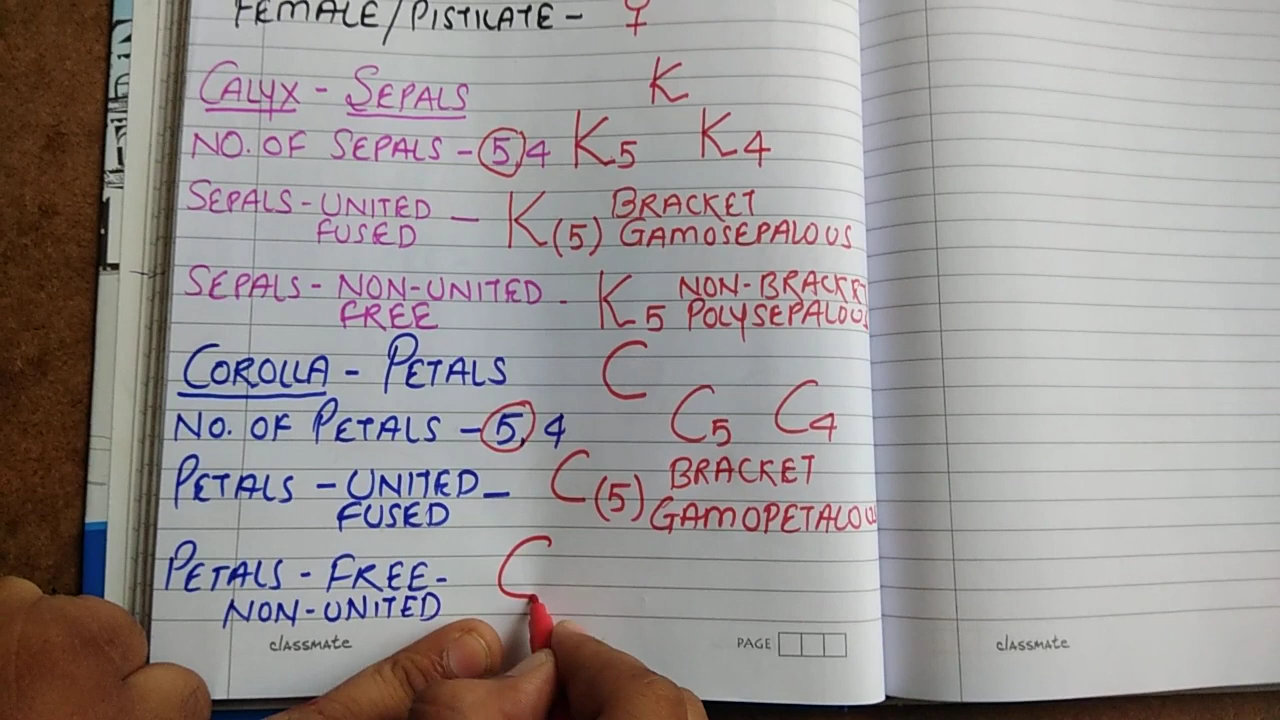 FEMALE/PISTILATE - ♀
CALYX - SEPALS K
NO. OF SEPALS - 5, 4 K5 K4
SEPALS - UNITED FUSED - K(5) BRACKET GAMOSEPALOUS
SEPALS - NON-UNITED FREE - K5 NON-BRACKET POLYSEPALOUS
COROLLA - PETALS C
NO. OF PETALS - 5, 4 C5 C4
PETALS - UNITED FUSED - C(5) BRACKET GAMOPETALOU
PETALS - FREE - NON-UNITED C
classmate PAGE classmate